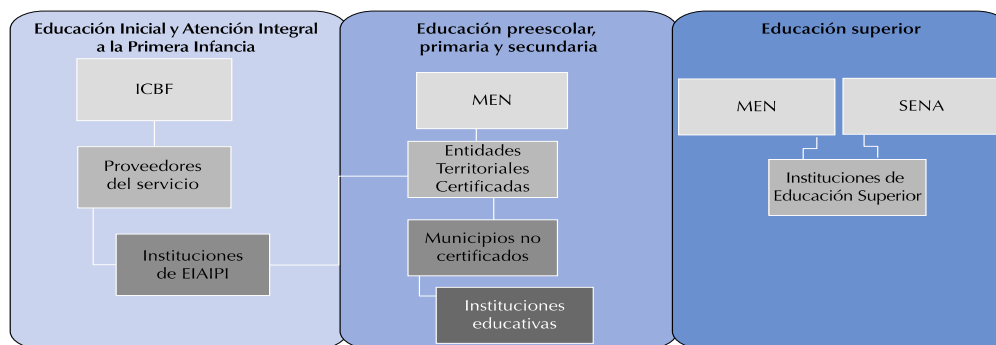 Educación Inicial y Atención Integral
a la Primera Infancia
ICBF
Proveedores
del servicio
Instituciones
de EIAIPI
Educación preescolar,
primaria y secundaria
MEN
Entidades
Territoriales
Certificadas
Municipios no
certificados
Instituciones
educativas
Educación superior
MEN
SENA
Instituciones de
Educación Superior